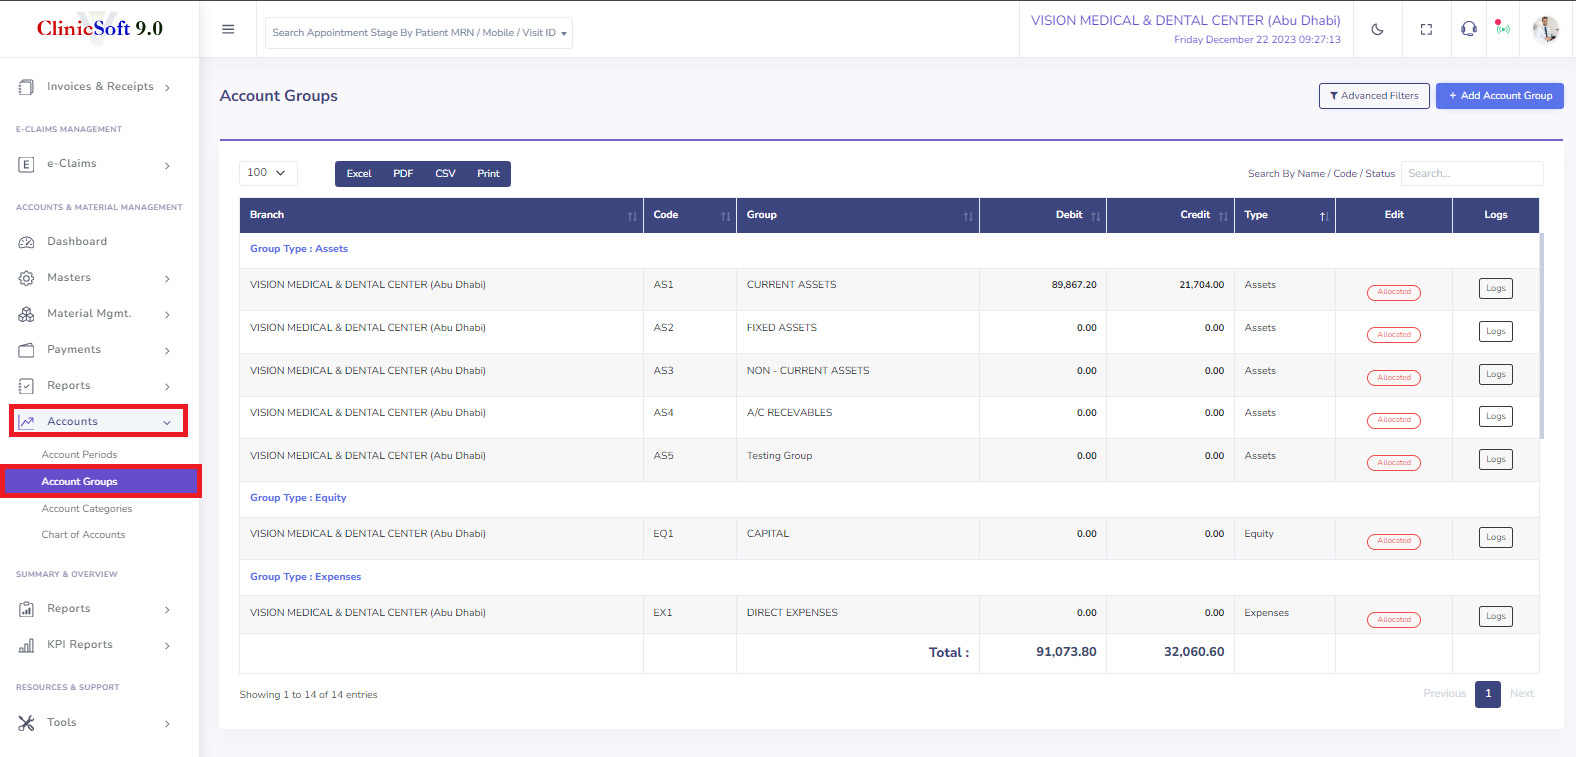 ClinicSoft 9.0
Search Appointment Stage By Patient MRN / Mobile / Visit ID
VISION MEDICAL & DENTAL CENTER (Abu Dhabi)
Friday December 22 2023 09:27:13
Invoices & Receipts
E-CLAIMS MANAGEMENT
E e-Claims
ACCOUNTS & MATERIAL MANAGEMENT
Dashboard
Masters
Material Mgmt.
Payments
Reports
Accounts
Account Periods
Account Groups
Account Categories
Chart of Accounts
SUMMARY & OVERVIEW
Reports
KPI Reports
RESOURCES & SUPPORT
Tools
Account Groups
Advanced Filters
+ Add Account Group
100
Excel PDF CSV Print
Search By Name / Code / Status Search...
Branch Code Group Debit Credit Type Edit Logs
Group Type : Assets
VISION MEDICAL & DENTAL CENTER (Abu Dhabi) AS1 CURRENT ASSETS 89,867.20 21,704.00 Assets Allocated Logs
VISION MEDICAL & DENTAL CENTER (Abu Dhabi) AS2 FIXED ASSETS 0.00 0.00 Assets Allocated Logs
VISION MEDICAL & DENTAL CENTER (Abu Dhabi) AS3 NON - CURRENT ASSETS 0.00 0.00 Assets Allocated Logs
VISION MEDICAL & DENTAL CENTER (Abu Dhabi) AS4 A/C RECEVABLES 0.00 0.00 Assets Allocated Logs
VISION MEDICAL & DENTAL CENTER (Abu Dhabi) AS5 Testing Group 0.00 0.00 Assets Allocated Logs
Group Type : Equity
VISION MEDICAL & DENTAL CENTER (Abu Dhabi) EQ1 CAPITAL 0.00 0.00 Equity Allocated Logs
Group Type : Expenses
VISION MEDICAL & DENTAL CENTER (Abu Dhabi) EX1 DIRECT EXPENSES 0.00 0.00 Expenses Allocated Logs
Total : 91,073.80 32,060.60
Showing 1 to 14 of 14 entries
Previous 1 Next